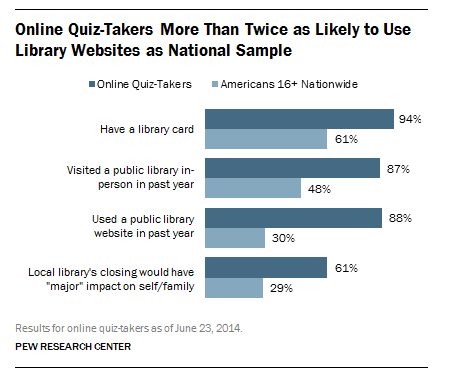 Online Quiz-Takers More Than Twice as Likely to Use
Library Websites as National Sample
Online Quiz-Takers Americans 16+ Nationwide
Have a library card
94%
61%
Visited a public library in-
person in past year
87%
48%
Used a public library
website in past year
88%
30%
Local library's closing would have
"major" impact on self/family
61%
29%
Results for online quiz-takers as of June 23, 2014.
PEW RESEARCH CENTER